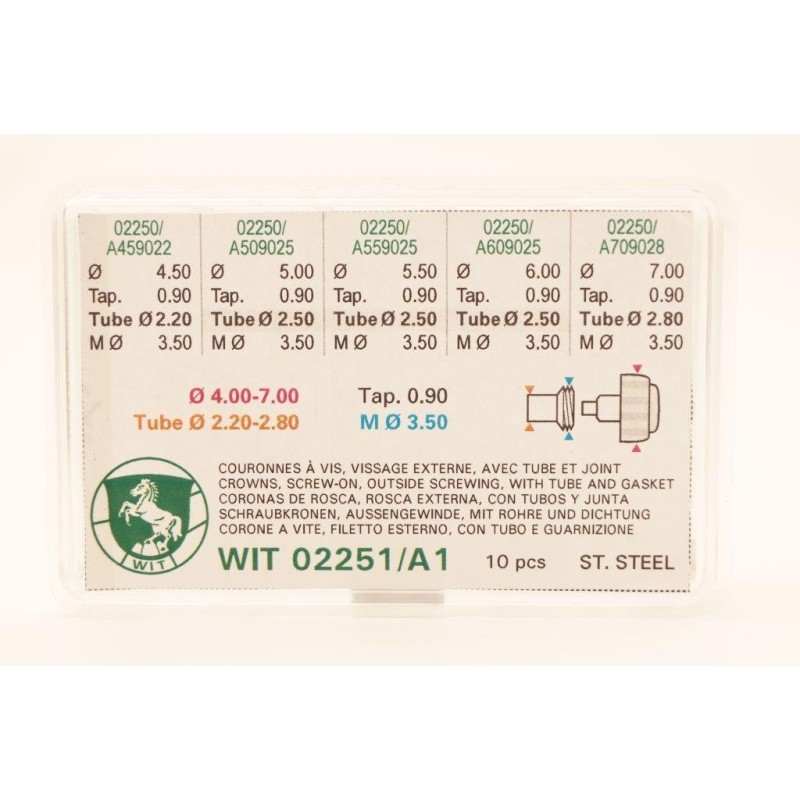 02250/ 02250/ 02250/ 02250/ 02250/
A459022 A509025 A559025 A609025 A709028
Ø 4.50 Ø 5.00 Ø 5.50 Ø 6.00 Ø 7.00
Tap. 0.90 Tap. 0.90 Tap. 0.90 Tap. 0.90 Tap. 0.90
Tube Ø 2.20 Tube Ø 2.50 Tube Ø 2.50 Tube Ø 2.50 Tube Ø 2.80
M Ø 3.50 M Ø 3.50 M Ø 3.50 M Ø 3.50 M Ø 3.50
Ø 4.00-7.00 Tap. 0.90
Tube Ø 2.20-2.80 M Ø 3.50
COURONNES À VIS, VISSAGE EXTERNE, AVEC TUBE ET JOINT
CROWNS, SCREW-ON, OUTSIDE SCREWING, WITH TUBE AND GASKET
CORONAS DE ROSCA, ROSCA EXTERNA, CON TUBOS Y JUNTA
SCHRAUBKRONEN, AUSSENGEWINDE, MIT ROHRE UND DICHTUNG
CORONE A VITE, FILETTO ESTERNO, CON TUBO E GUARNIZIONE
WIT
WIT 02251/A1 10 pcs ST. STEEL